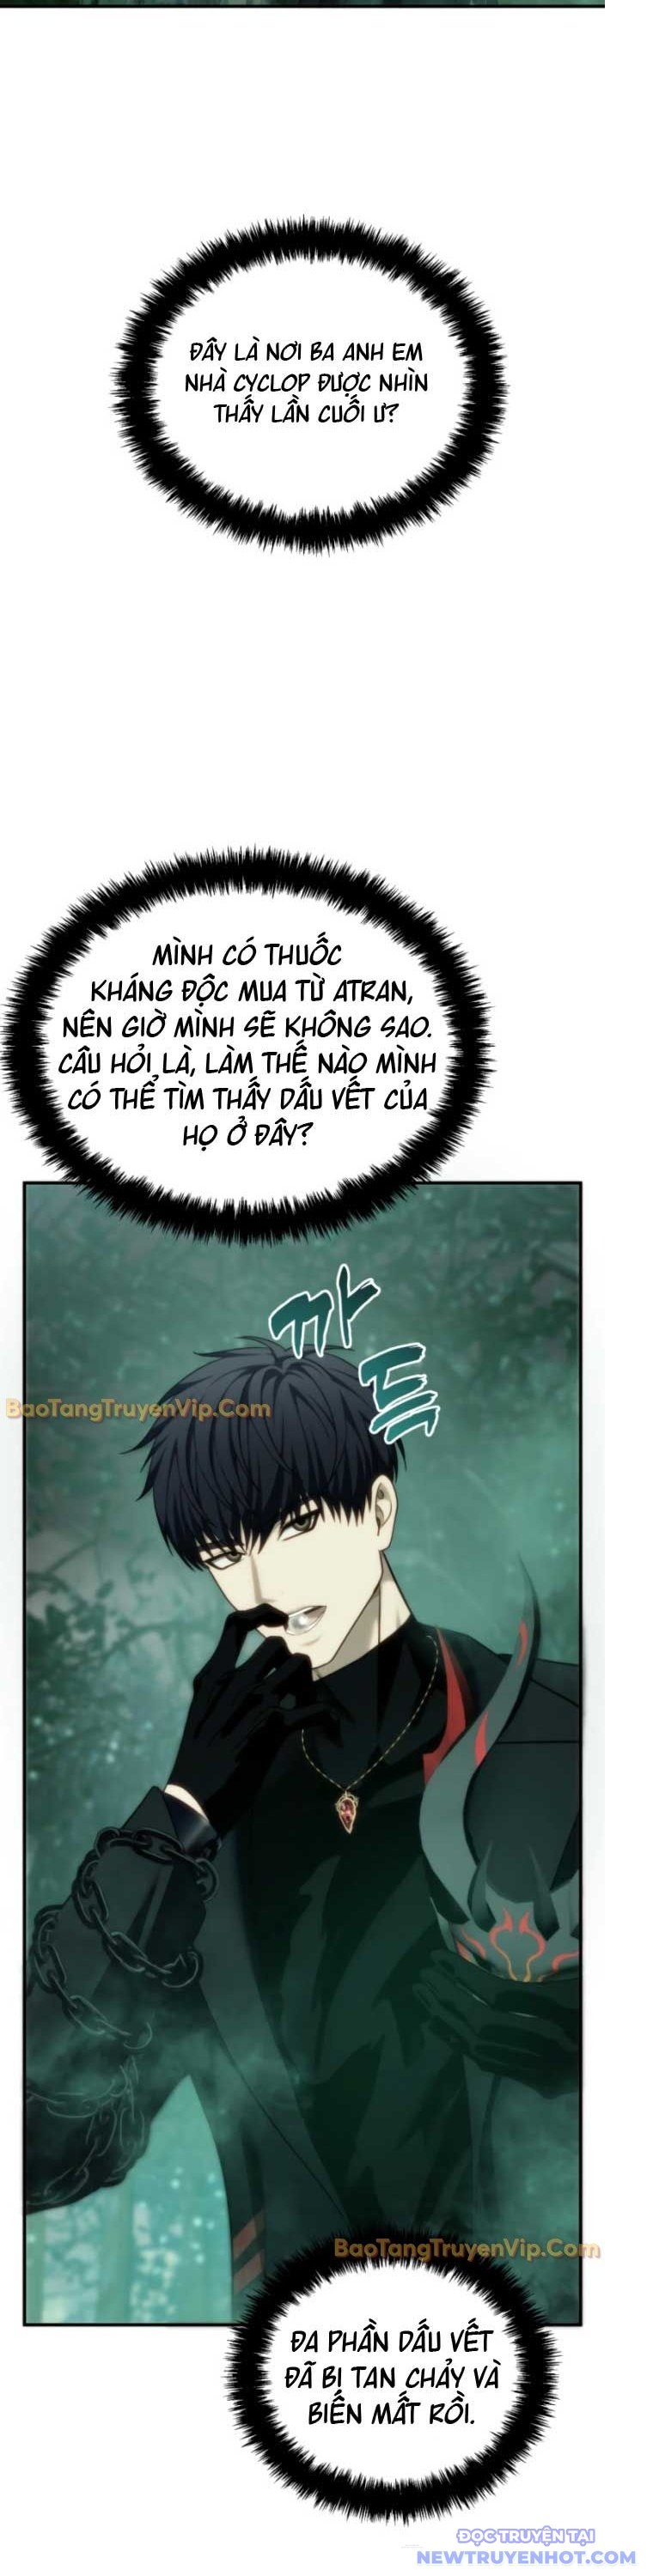 ĐÂY LÀ NƠI BA ANH EM
NHÀ CYCLOP ĐƯỢC NHÌN
THẤY LẦN CUỐI Ư?
MÌNH CÓ THUỐC
KHÁNG ĐỘC MUA TỪ ATRAN,
NÊN GIỜ MÌNH SẼ KHÔNG SAO.
CÂU HỎI LÀ, LÀM THẾ NÀO MÌNH
CÓ THỂ TÌM THẤY DẤU VẾT CỦA
HỌ Ở ĐÂY?
까
득
BaoTangTruyenVip.Com
BaoTangTruyenVip.Com
ĐA PHẦN DẤU VẾT
ĐÃ BỊ TAN CHẢY VÀ
BIẾN MẤT RỒI.
ĐỌC TRUYỆN TẠI
NEWTRUYENHOT.COM